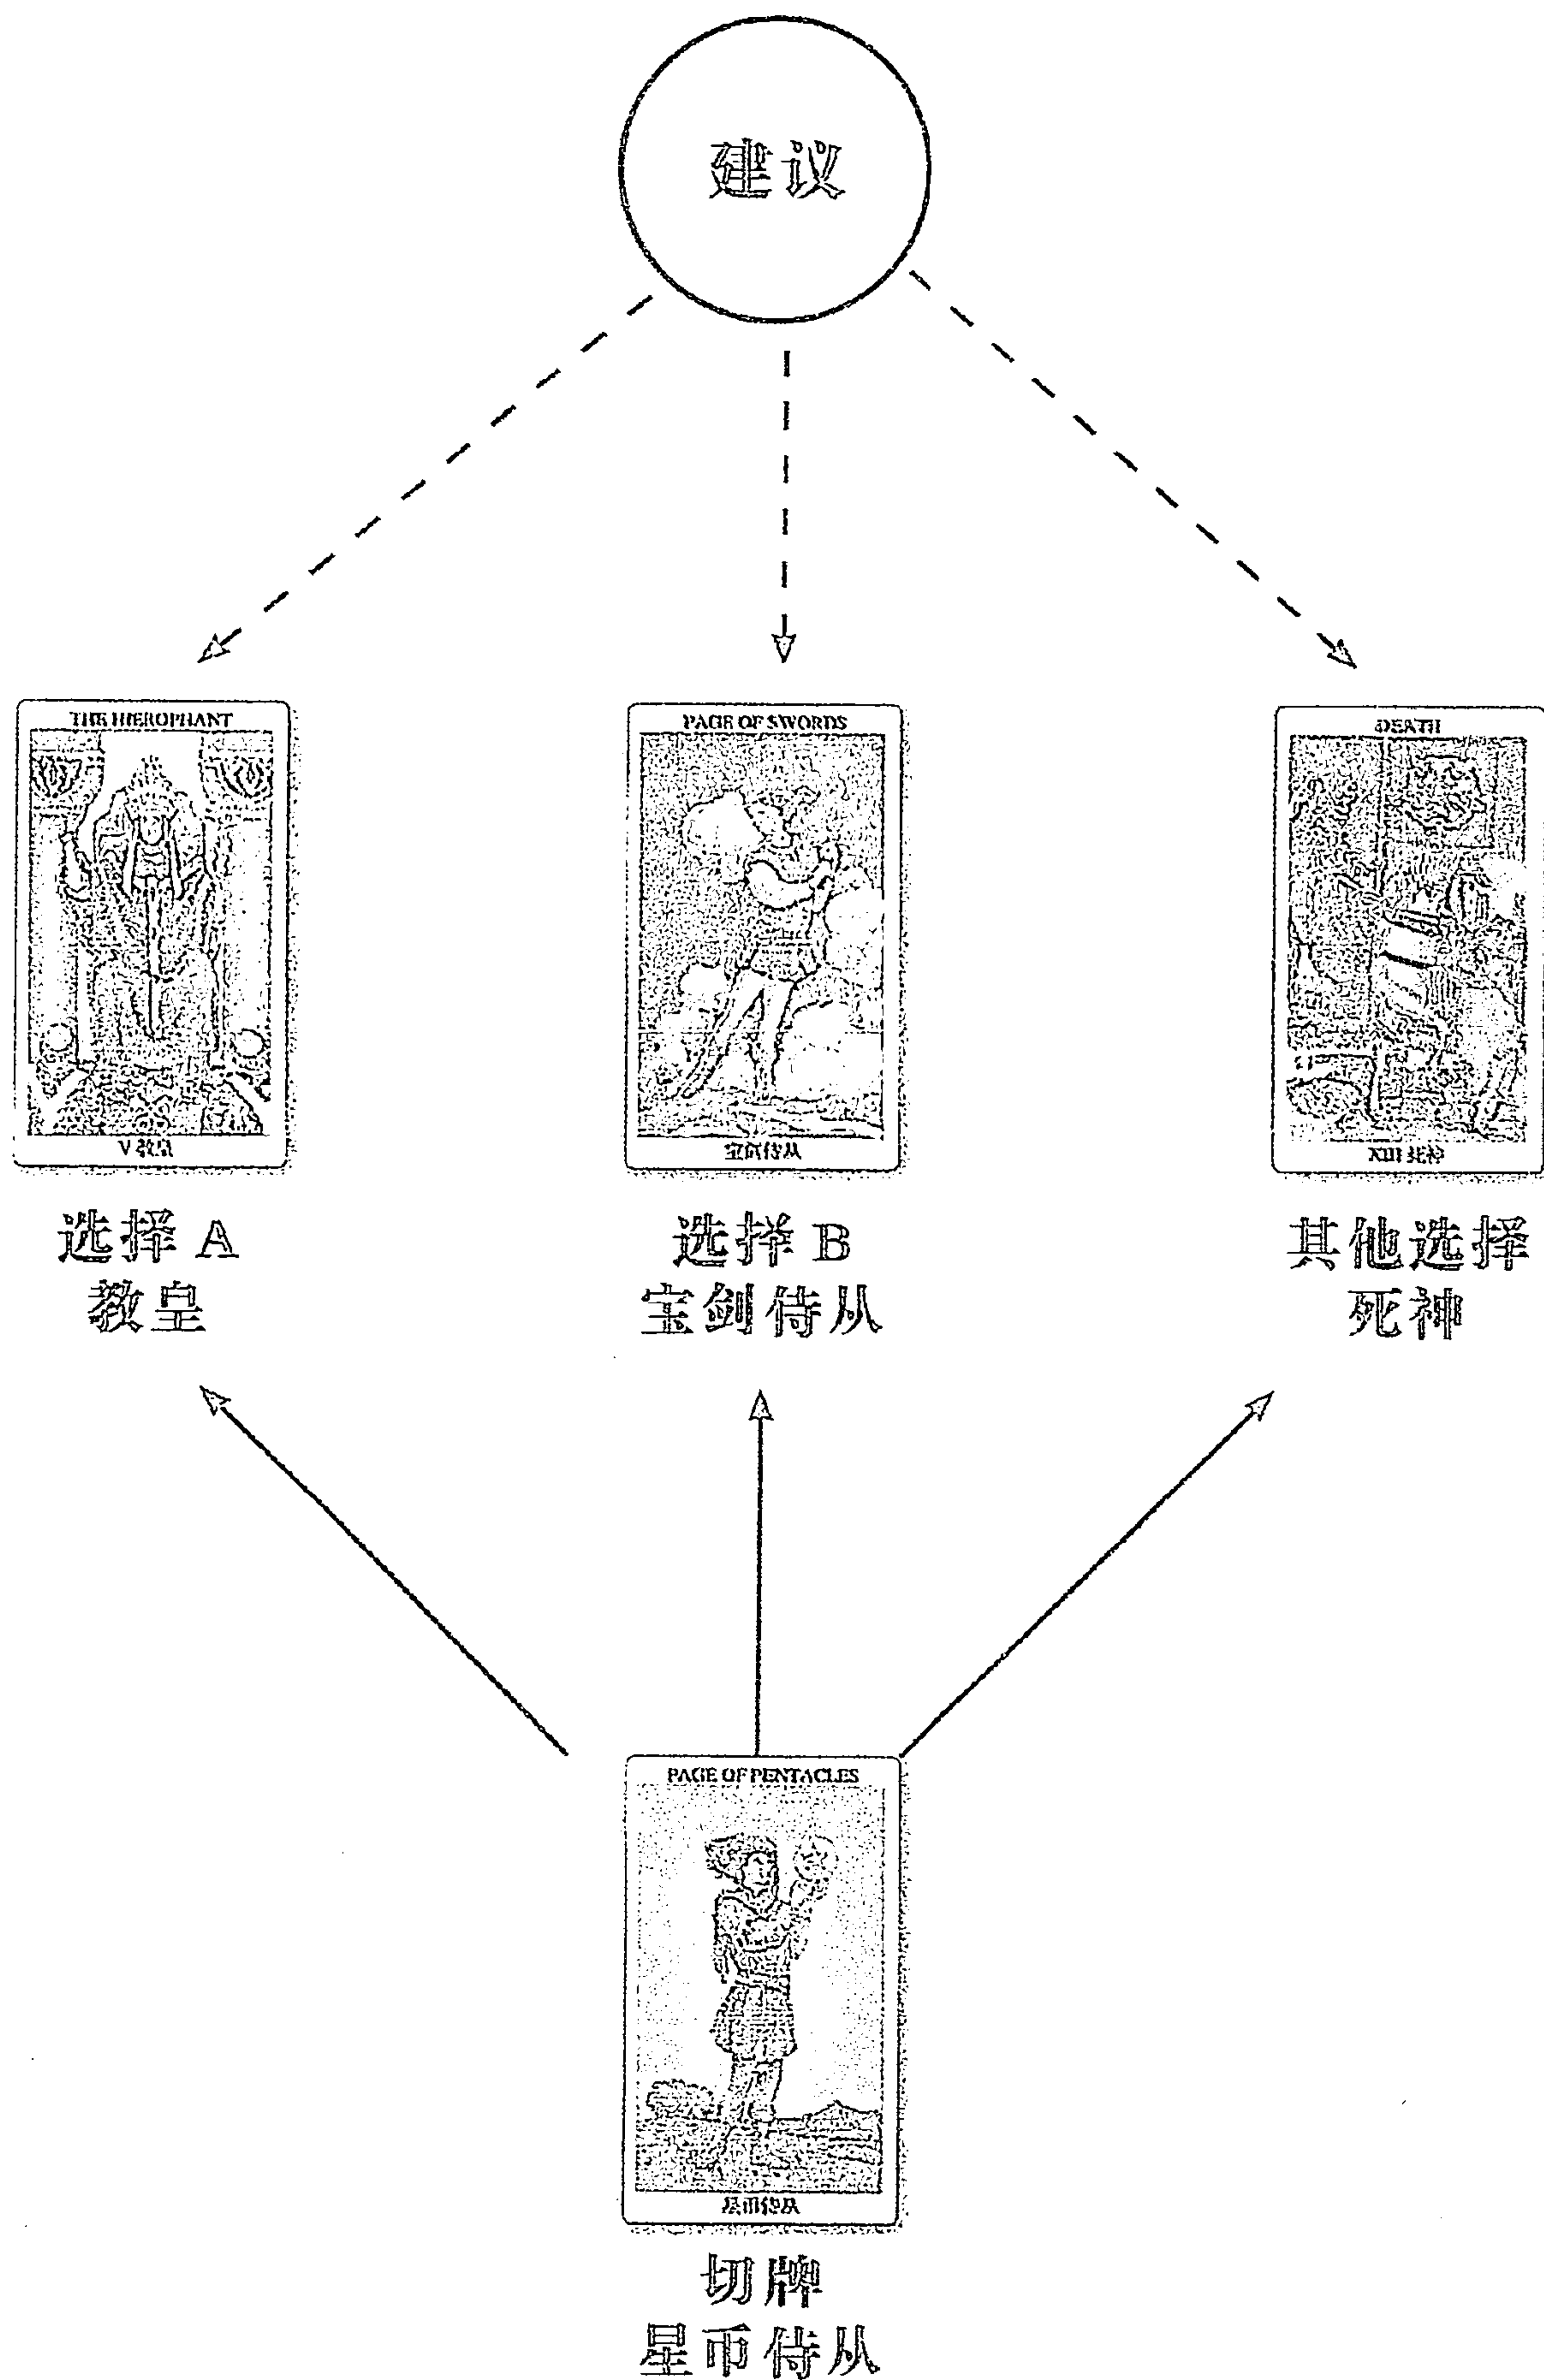 建议
THE HIEROPHANT
V 教皇
选择 A
教皇
PAGE OF SWORDS
宝剑侍从
选择 B
宝剑侍从
DEATH
XIII 死神
其他选择
死神
PAGE OF PENTACLES
星币侍从
切牌
星币侍从